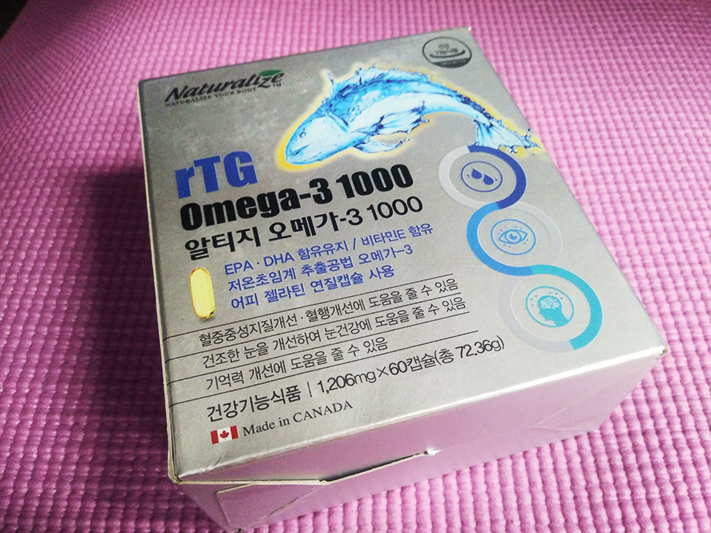 Naturalize™
NATURALIZE YOUR BODY
rTG
Omega-3 1000
알티지 오메가-3 1000
EPA · DHA 함유유지 / 비타민E 함유
저온초임계 추출공법 오메가-3
어피 젤라틴 연질캡슐 사용
혈중중성지질개선 · 혈행개선에 도움을 줄 수 있음
건조한 눈을 개선하여 눈건강에 도움을 줄 수 있음
기억력 개선에 도움을 줄 수 있음
건강기능식품 | 1,206mg×60캡슐(총 72.36g)
Made in CANADA